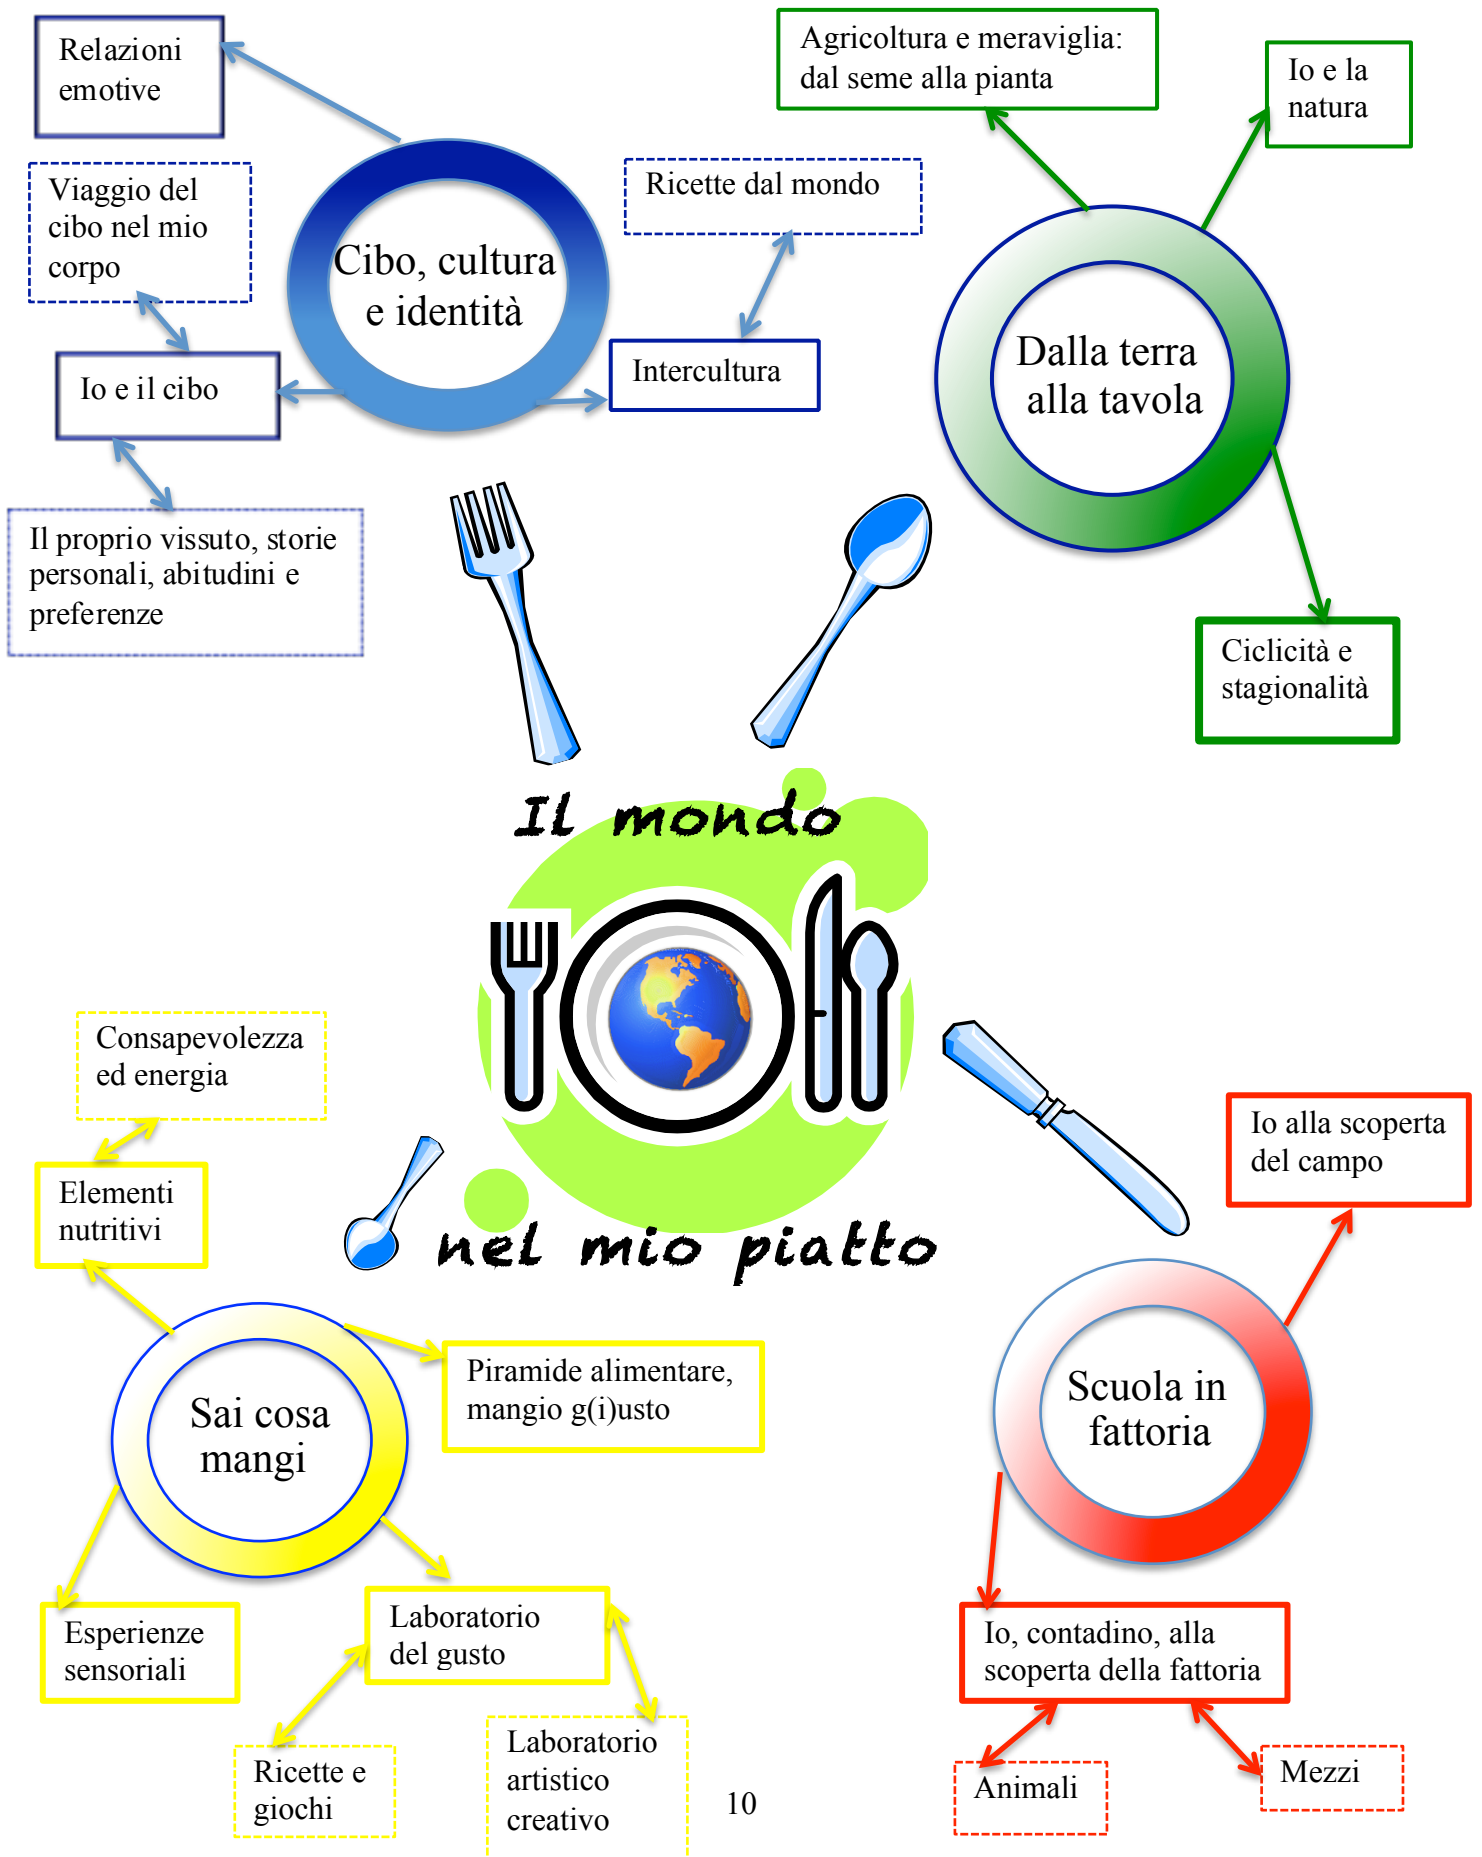 Relazioni
emotive
Agricoltura e meraviglia:
dal seme alla pianta
Io e la
natura
Viaggio del
cibo nel mio
corpo
Ricette dal mondo
Cibo, cultura
e identità
Io e il cibo
Intercultura
Dalla terra
alla tavola
Il proprio vissuto, storie
personali, abitudini e
preferenze
Ciclicità e
stagionalità
Il mondo
nel mio piatto
Consapevolezza
ed energia
Elementi
nutritivi
Io alla scoperta
del campo
Piramide alimentare,
mangio g(i)usto
Sai cosa
mangi
Scuola in
fattoria
Esperienze
sensoriali
Laboratorio
del gusto
Io, contadino, alla
scoperta della fattoria
Ricette e
giochi
Laboratorio
artistico
creativo
Animali
Mezzi
10